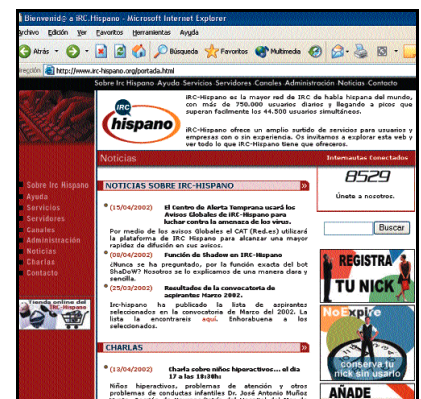 Bienvenid@ a iRC.Hispano - Microsoft Internet Explorer
Archivo Edición Ver Favoritos Herramientas Ayuda
Atrás Búsqueda Favoritos Multimedia
http://www.irc-hispano.org/portada.html
Sobre Irc Hispano Ayuda Servicios Servidores Canales Administración Noticias Contacto
iRC-Hispano es la mayor red de IRC de habla hispana del mundo,
con más de 750.000 usuarios diarios y llegando a picos que
superan facilmente los 44.500 usuarios simultáneos.
IRC
hispano
iRC-Hispano ofrece un amplio surtido de servicios para usuarios y
empresas con o sin experiencia. Os invitamos a explorar esta web y
ver todo lo que iRC-Hispano tiene que ofreceros.
Noticias
Internautas Conectados
8529
Únete a nosotros.
Sobre Irc Hispano
Ayuda
Servicios
Servidores
Canales
Administración
Noticias
Charlas
Contacto
Tienda online del
IRC hispano
NOTICIAS SOBRE IRC-HISPANO
(15/04/2002) El Centro de Alerta Temprana usará los
Avisos Globales de iRC-Hispano para
luchar contra la amenaza de los virus.
Por medio de los avisos Globales el CAT (Red.es) utilizará
la plataforma de IRC Hispano para alcanzar una mayor
rapidez da difusión en sus avisos.
(08/04/2002) Función de Shadow en IRC-Hispano
¿Nunca se ha preguntado, por la función exacta del bot
ShaDoW? Nosotros se lo explicamos de una manera clara y
sencilla.
(25/03/2002) Resultados de la convocatoria de
aspirantes Marzo 2002.
Irc-hispano ha publicado la lista de aspirantes
seleccionados en la convocatoria de Marzo del 2002. La
lista la encontrareis aquí. Enhorabuena a los
seleccionados.
CHARLAS
(13/04/2002) Charla sobre niños hiperactivos... el día
17 a las 18:30h:
Niños hiperactivos, problemas de atención y otros
problemas de conductas infantiles Dr. José Antonio Muñoz
Buscar
REGISTRA
TU NICK
NoExpire
conserva tu
nick sin usarlo
AÑADE